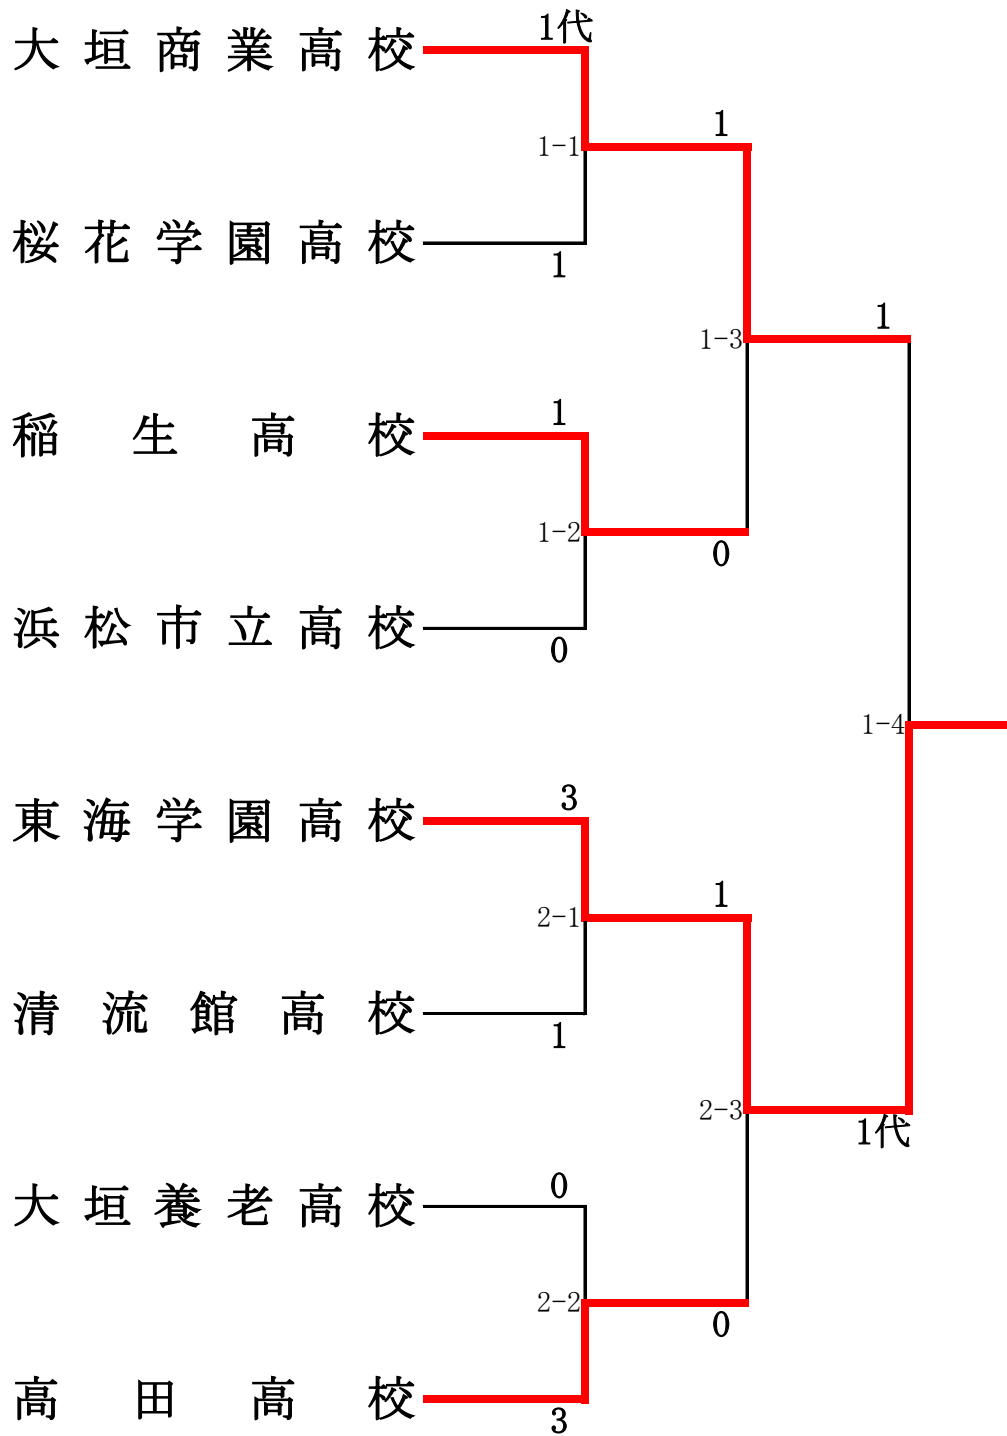 1代
大垣商業高校
1
1-1
桜花学園高校
1
1
1-3
1
稲生高校
1-2
0
浜松市立高校
0
1-4
3
東海学園高校
1
2-1
清流館高校
1
2-3
1代
0
大垣養老高校
2-2
0
高田高校
3